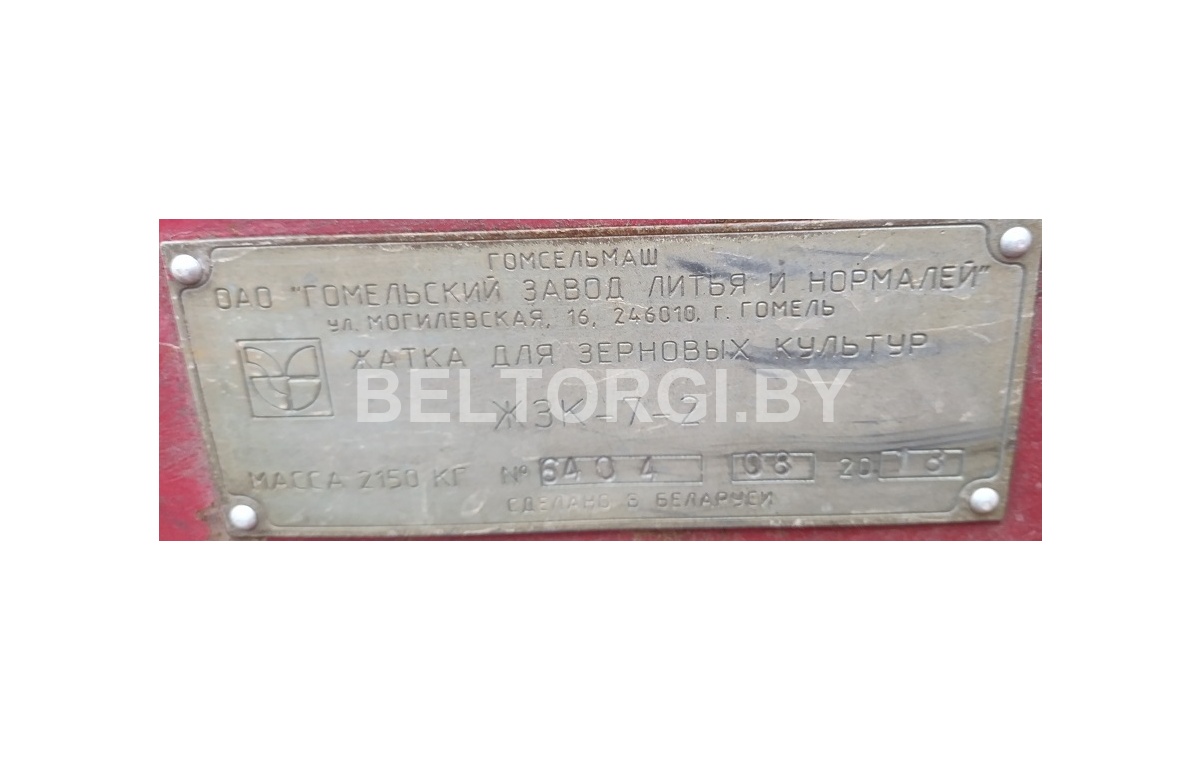 ГОМСЕЛЬМАШ
ОАО "ГОМЕЛЬСКИЙ ЗАВОД ЛИТЬЯ И НОРМАЛЕЙ"
УЛ. МОГИЛЕВСКАЯ, 16, 246010, Г. ГОМЕЛЬ
ЖАТКА ДЛЯ ЗЕРНОВЫХ КУЛЬТУР
BELTORGI.BY
ЖЗК-7-2
МАССА 2150 КГ № 6404 08 20 18
СДЕЛАНО В БЕЛАРУСИ